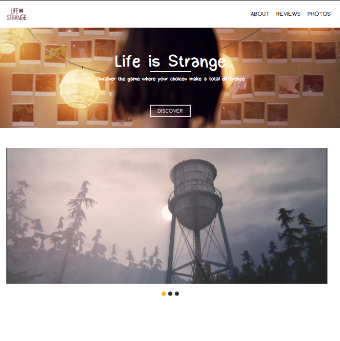 LIFE IS
STRANGE
ABOUT REVIEWS PHOTOS
Life is Strange
Discover the game where your choices make a total difference
DISCOVER